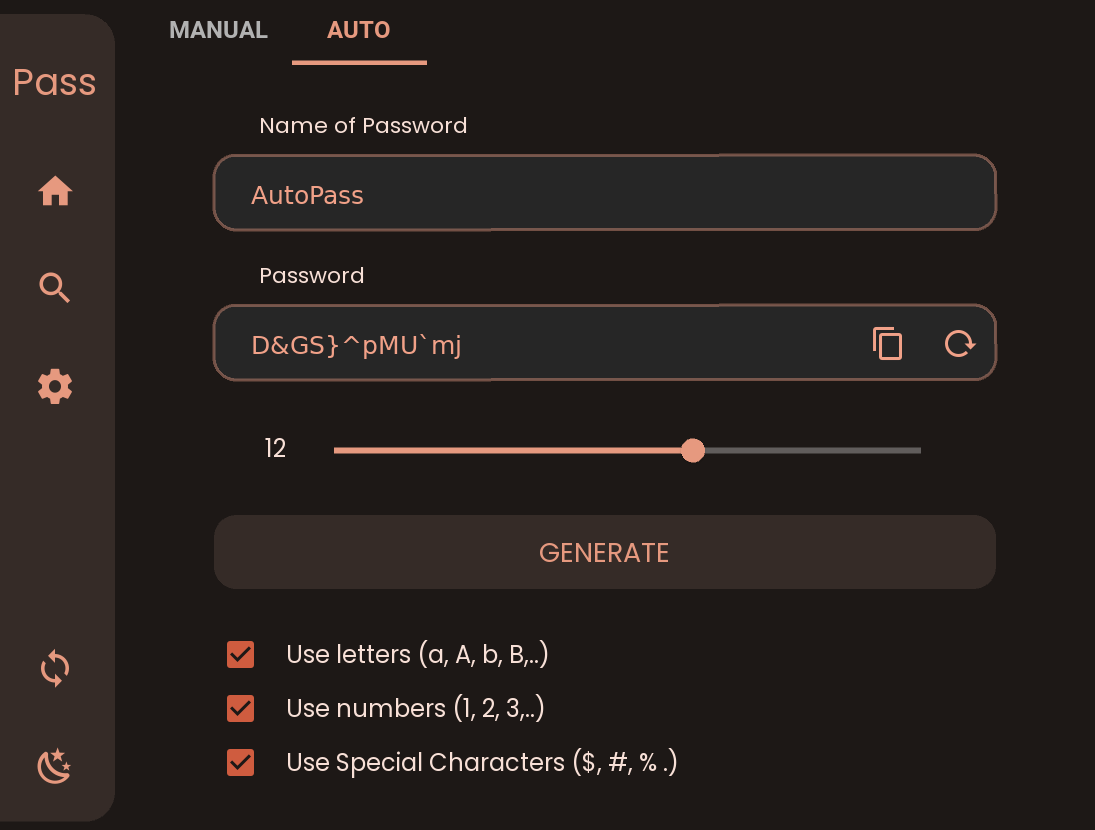 MANUAL AUTO
Pass
Name of Password
AutoPass
Password
D&GS}^pMU`mj
12
GENERATE
Use letters (a, A, b, B,..)
Use numbers (1, 2, 3,..)
Use Special Characters ($, #, % .)